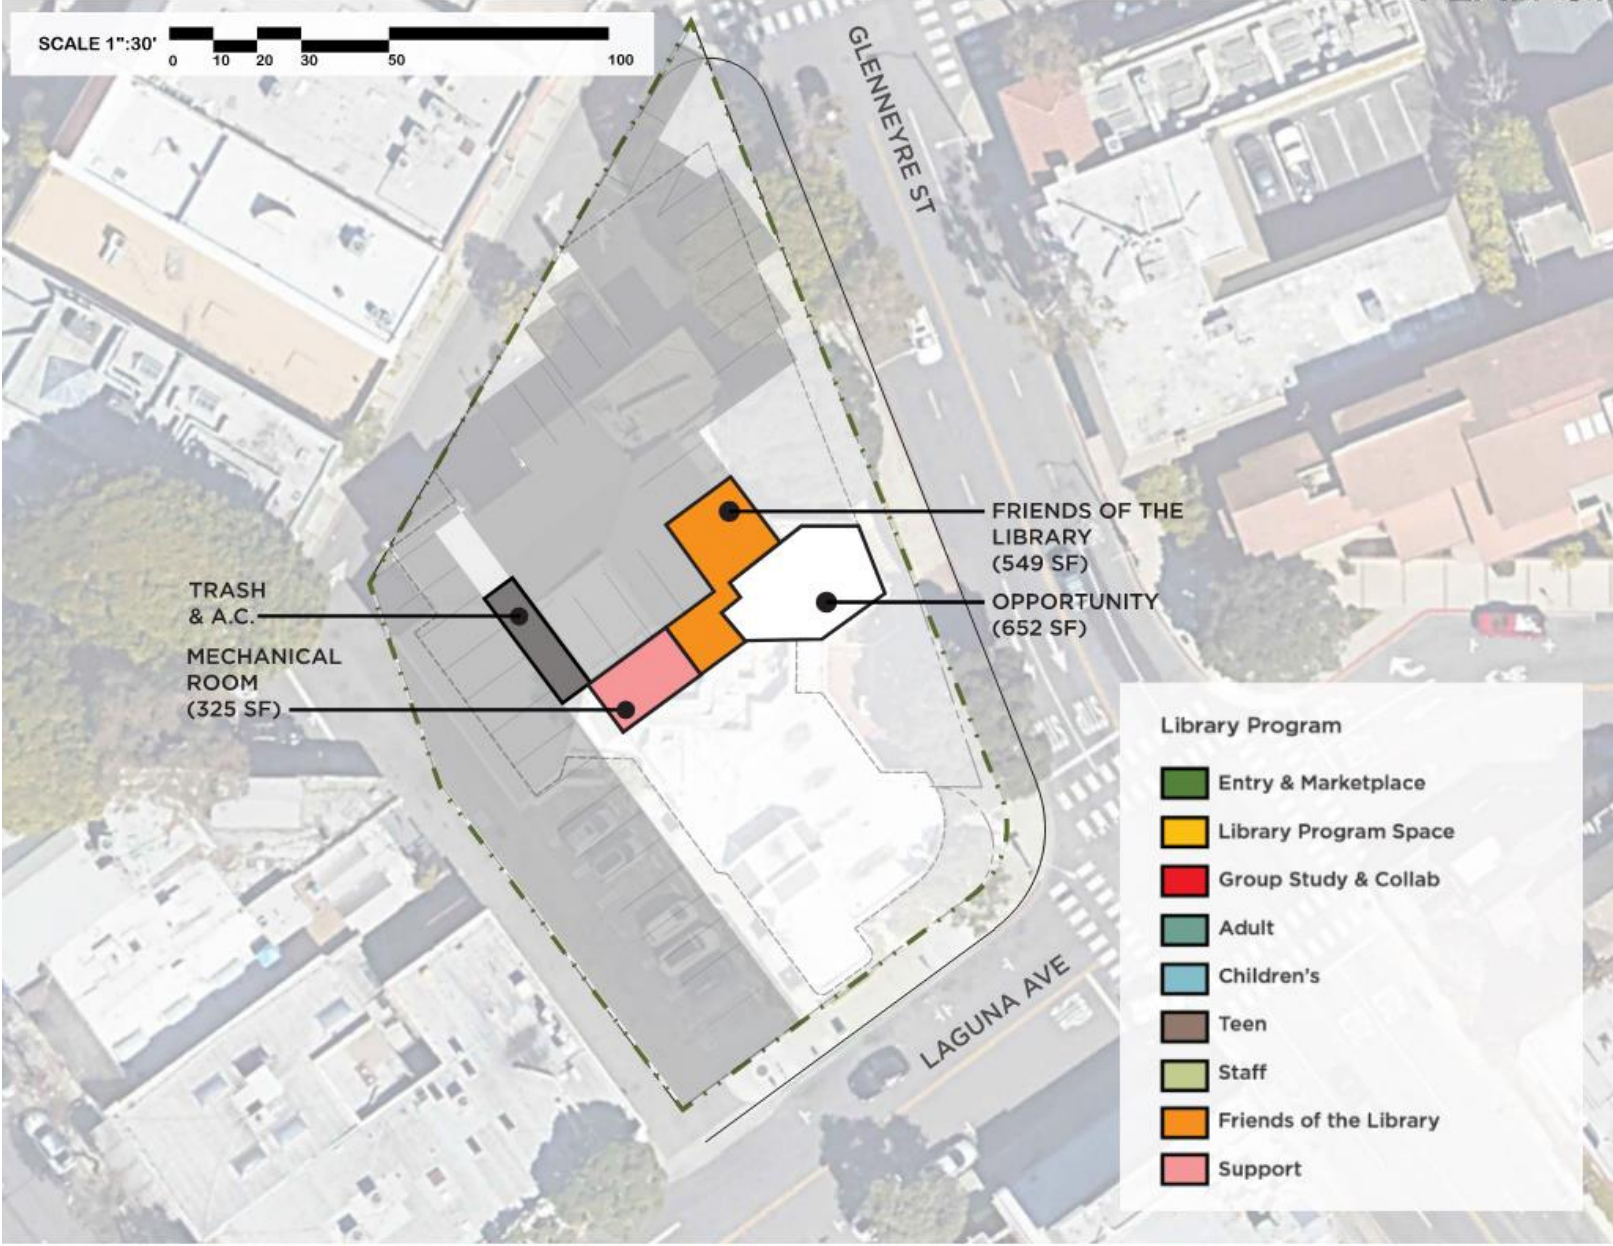 SCALE 1":30'
0 10 20 30 50 100
GLENNEYRE ST
FRIENDS OF THE
LIBRARY
(549 SF)
OPPORTUNITY
(652 SF)
TRASH
& A.C.
MECHANICAL
ROOM
(325 SF)
LAGUNA AVE
Library Program
Entry & Marketplace
Library Program Space
Group Study & Collab
Adult
Children's
Teen
Staff
Friends of the Library
Support